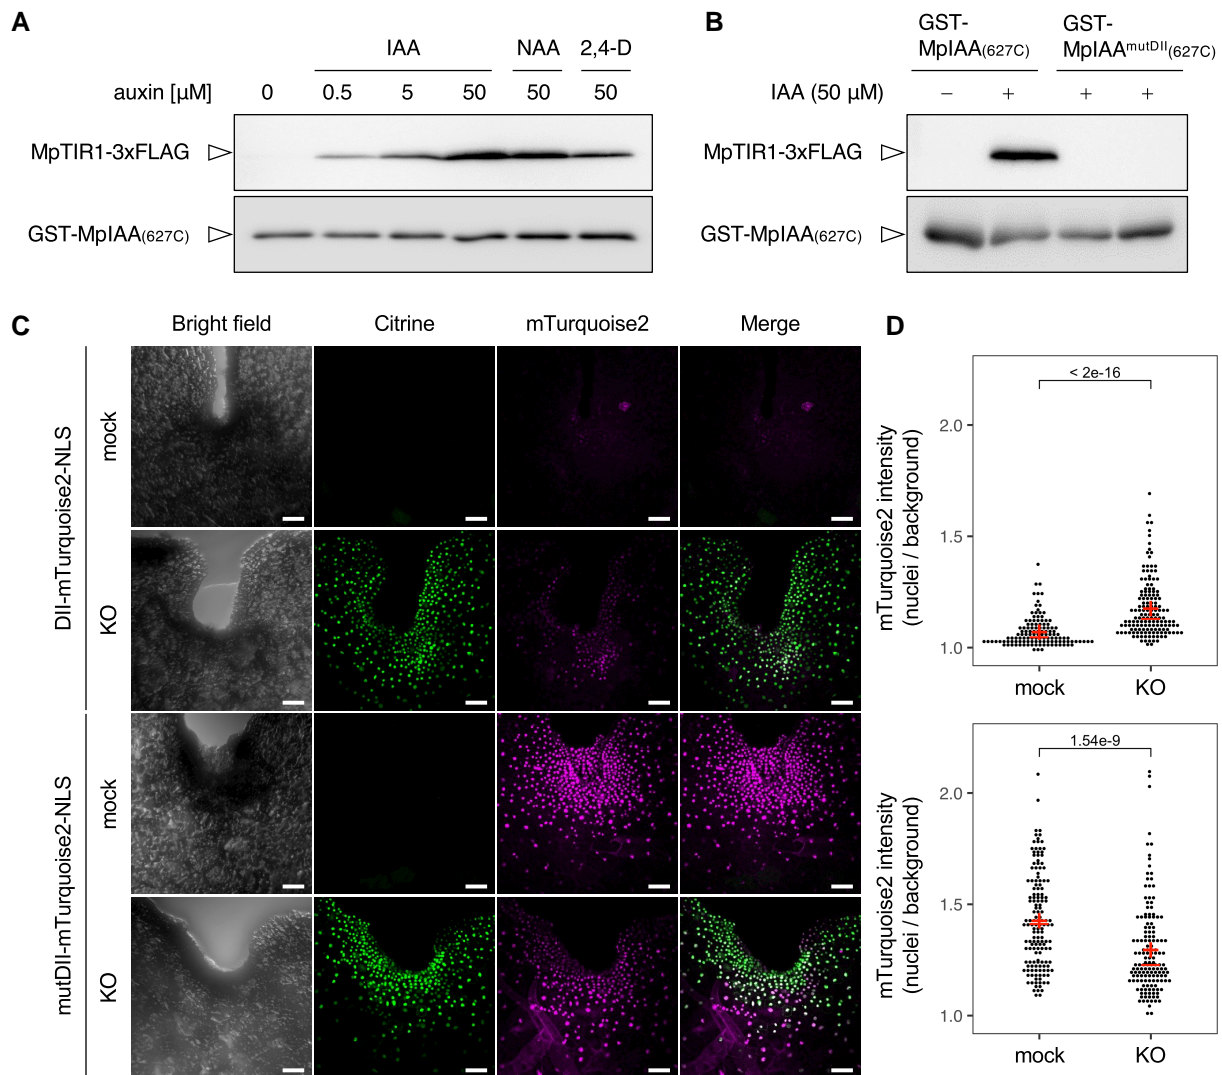 A
IAA NAA 2,4-D
auxin [μM] 0 0.5 5 50 50 50
MpTIR1-3xFLAG
GST-MpIAA(627C)
B
GST- GST-
MpIAA(627C) MpIAAmutDII(627C)
IAA (50 μM) − + + +
MpTIR1-3xFLAG
GST-MpIAA(627C)
C
Bright field Citrine mTurquoise2 Merge
DII-mTurquoise2-NLS
mock
KO
mutDII-mTurquoise2-NLS
mock
KO
D
mTurquoise2 intensity
(nuclei / background)
< 2e-16
2.0
1.5
1.0
mock KO
mTurquoise2 intensity
(nuclei / background)
1.54e-9
2.0
1.5
1.0
mock KO